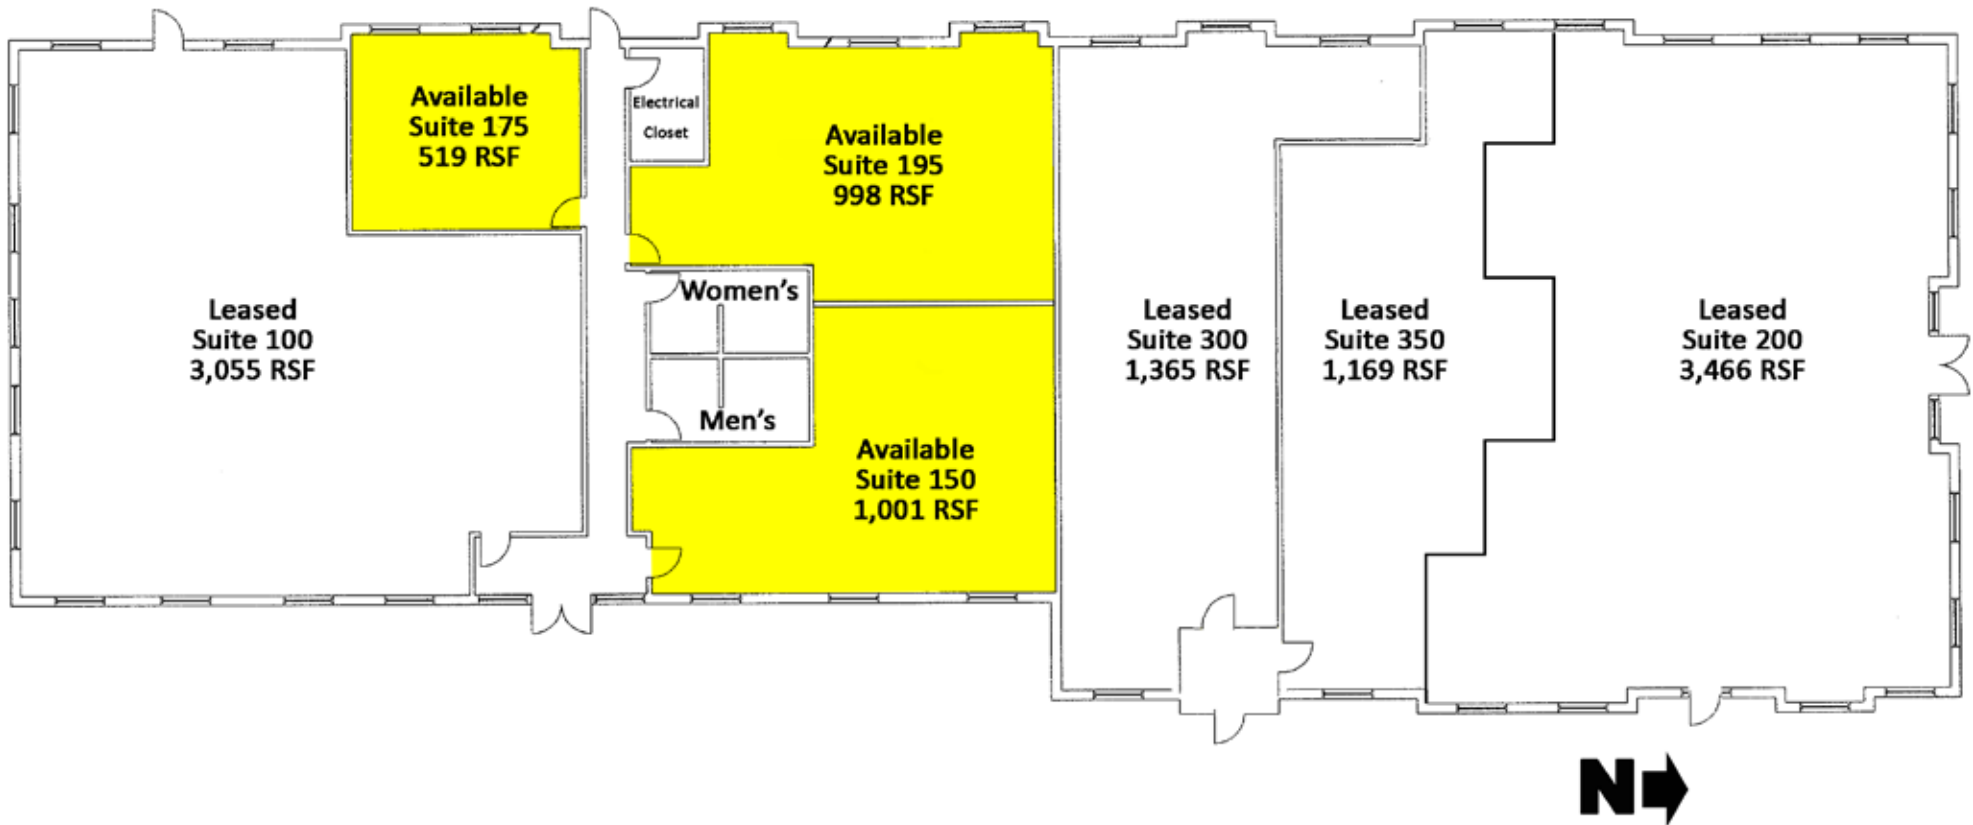 Available
Suite 175
519 RSF
Electrical
Closet
Available
Suite 195
998 RSF
Women's
Men's
Leased
Suite 100
3,055 RSF
Available
Suite 150
1,001 RSF
Leased
Suite 300
1,365 RSF
Leased
Suite 350
1,169 RSF
Leased
Suite 200
3,466 RSF
N